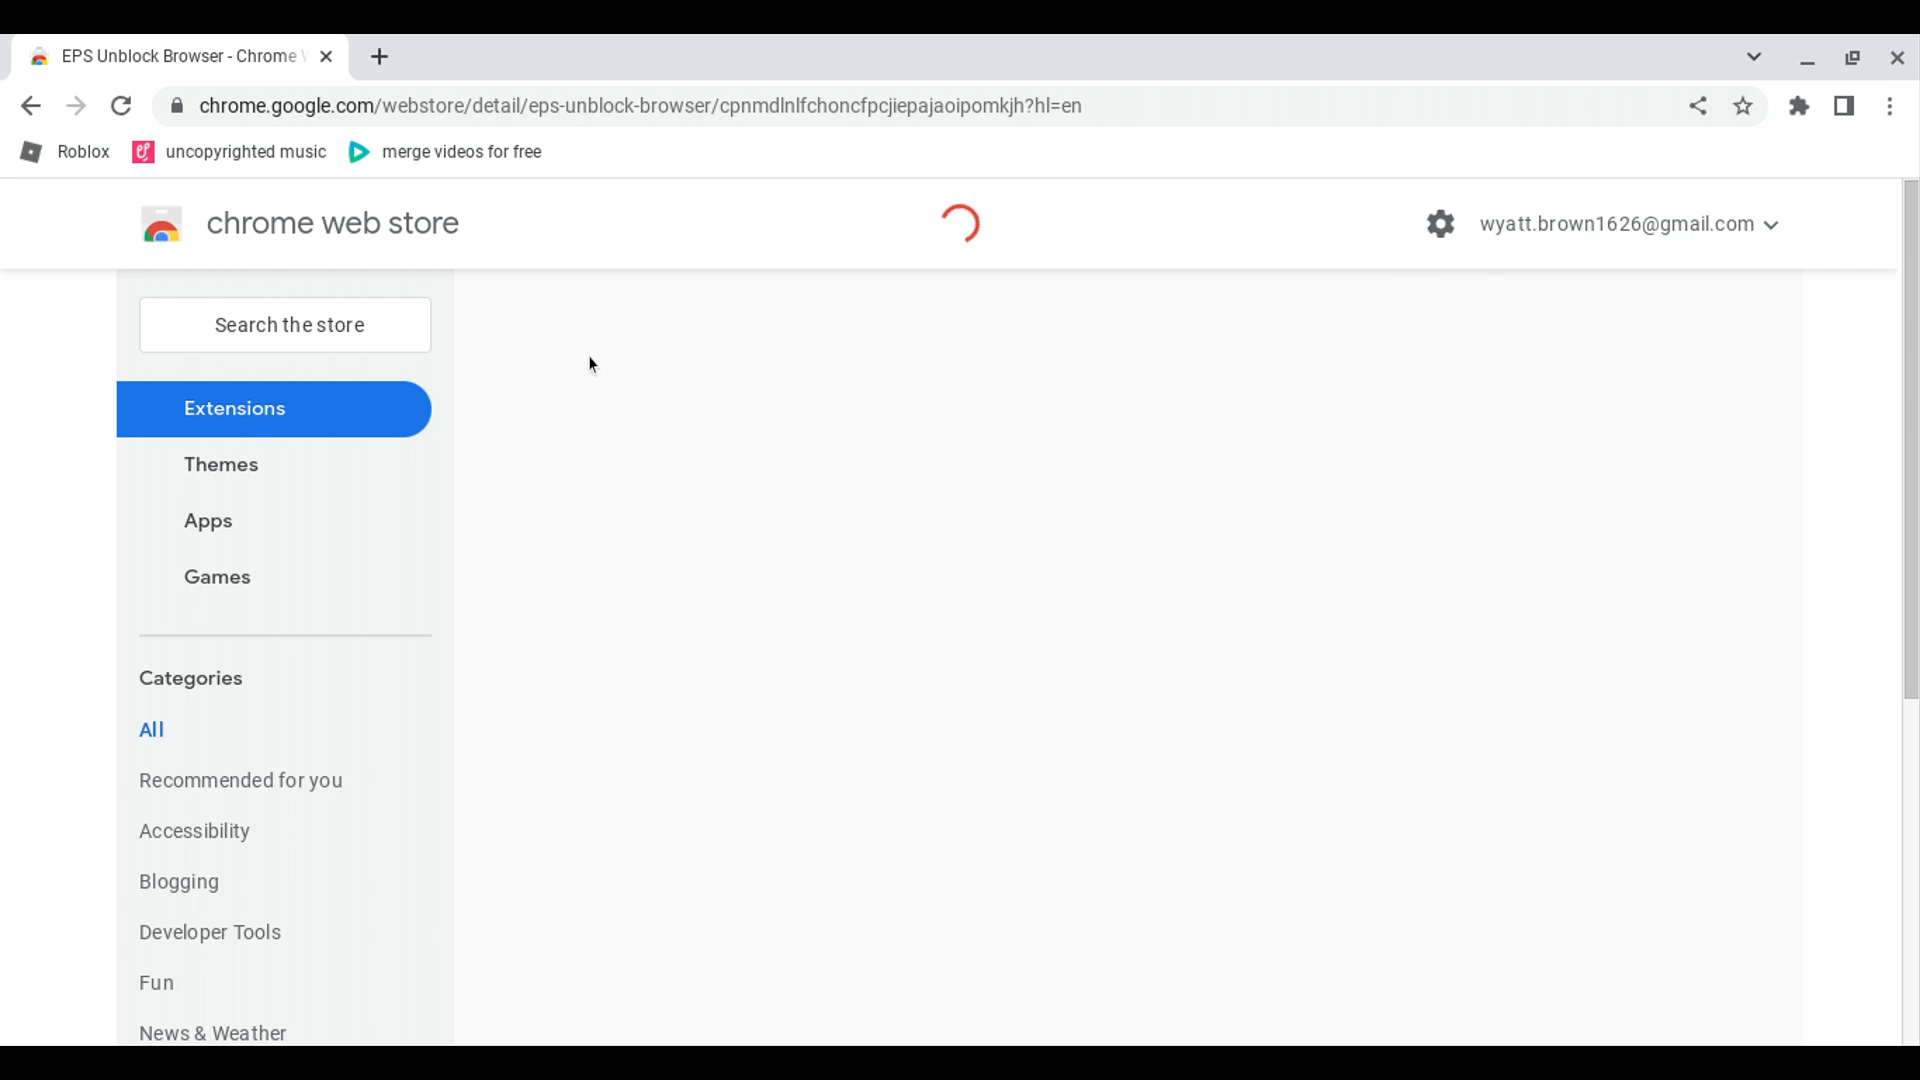 EPS Unblock Browser - Chrome
chrome.google.com/webstore/detail/eps-unblock-browser/cpnmdlnlfchoncfpcjiepajaoipomkjh?hl=en
Roblox
uncopyrighted music
merge videos for free
chrome web store
wyatt.brown1626@gmail.com
Search the store
Extensions
Themes
Apps
Games
Categories
All
Recommended for you
Accessibility
Blogging
Developer Tools
Fun
News & Weather